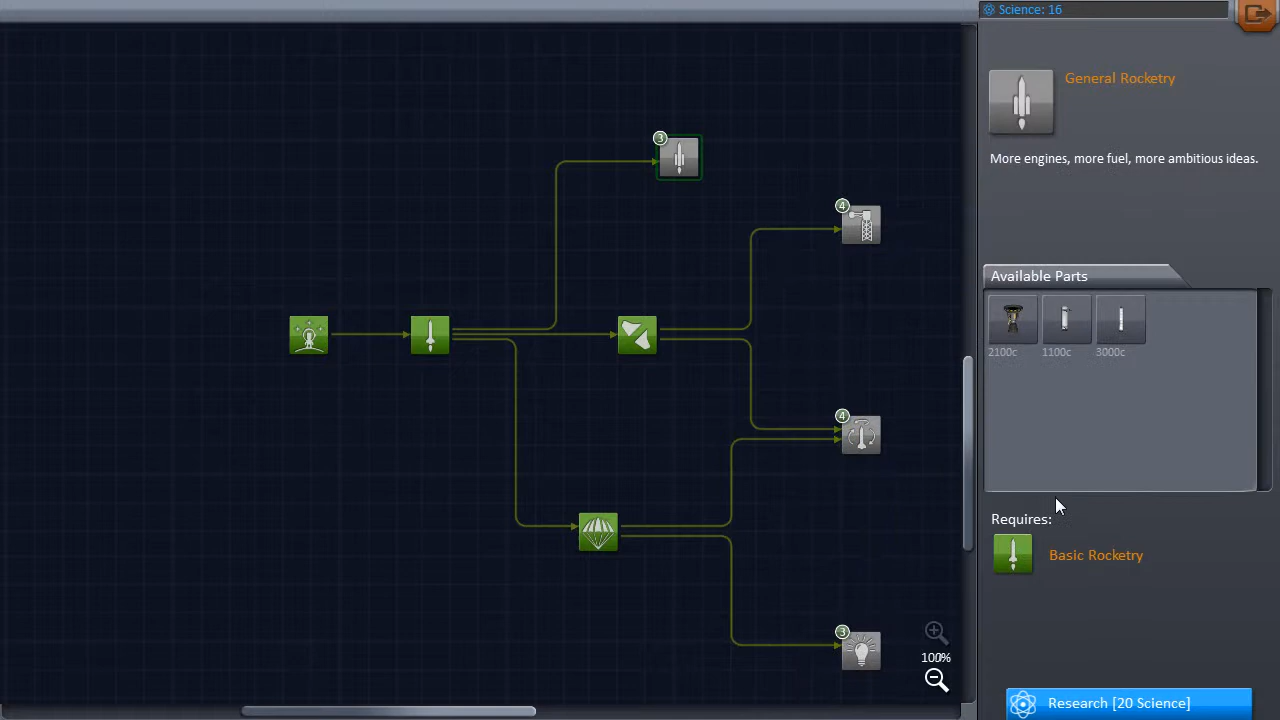 Science: 16
General Rocketry
More engines, more fuel, more ambitious ideas.
3
4
Available Parts
2100c 1100c 3000c
4
Requires:
Basic Rocketry
3
100%
Research [20 Science]